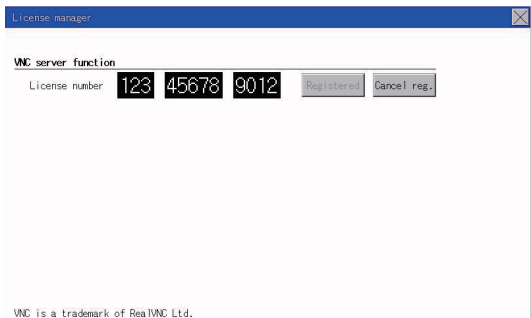 License manager
VNC server function
License number 123 45678 9012 Registered Cancel reg.
VNC is a trademark of RealVNC Ltd.